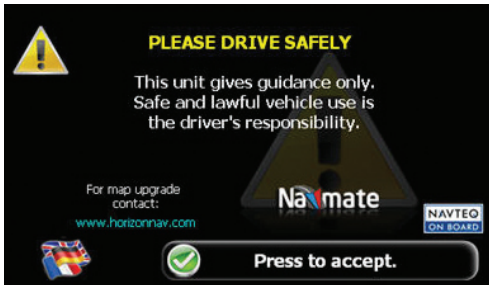 PLEASE DRIVE SAFELY
This unit gives guidance only.
Safe and lawful vehicle use is
the driver's responsibility.
For map upgrade
contact:
www.horizonnav.com
Navmate
NAVTEQ
ON BOARD
Press to accept.